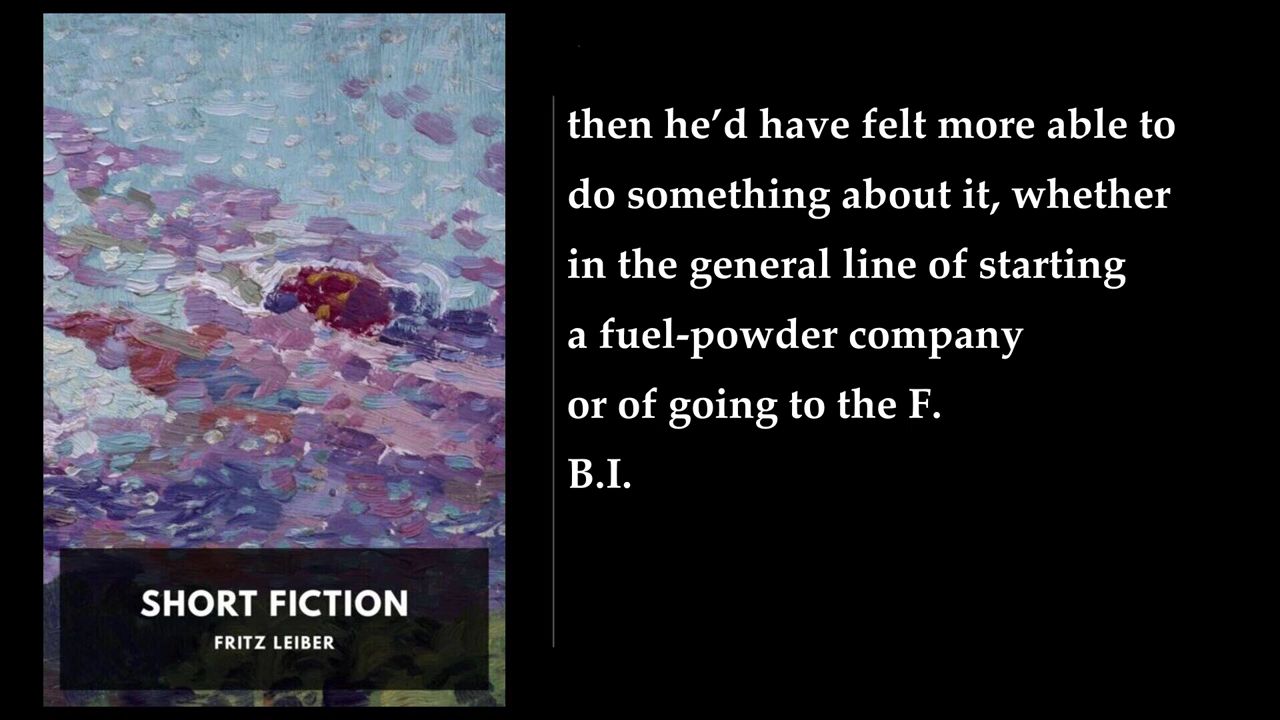 SHORT FICTION
FRITZ LEIBER
then he’d have felt more able to
do something about it, whether
in the general line of starting
a fuel-powder company
or of going to the F.
B.I.